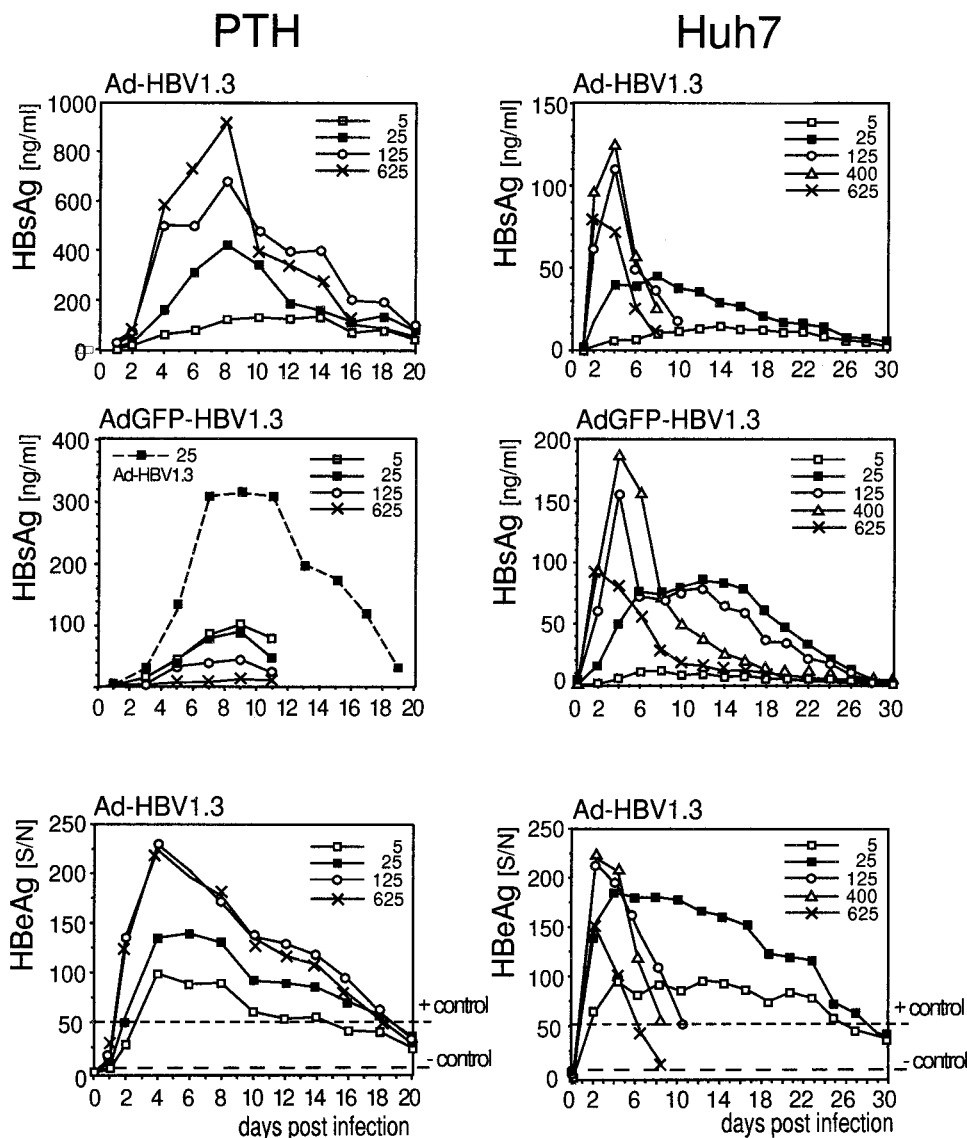 PTH
Huh7
Ad-HBV1.3
HBsAg [ng/ml]
1000
800
600
400
200
0
5
25
125
625
0 2 4 6 8 10 12 14 16 18 20
Ad-HBV1.3
HBsAg [ng/ml]
150
100
50
0
5
25
125
400
625
2 6 10 14 18 22 26 30
AdGFP-HBV1.3
HBsAg [ng/ml]
400
300
200
100
25
Ad-HBV1.3
5
25
125
625
0 2 4 6 8 10 12 14 16 18 20
AdGFP-HBV1.3
HBsAg [ng/ml]
200
150
100
50
0
5
25
125
400
625
0 2 6 10 14 18 22 26 30
Ad-HBV1.3
HBeAg [S/N]
250
200
150
100
50
0
5
25
125
625
+ control
- control
0 2 4 6 8 10 12 14 16 18 20
days post infection
Ad-HBV1.3
HBeAg [S/N]
250
200
150
100
50
0
5
25
125
400
625
+ control
- control
0 2 6 10 14 18 22 26 30
days post infection